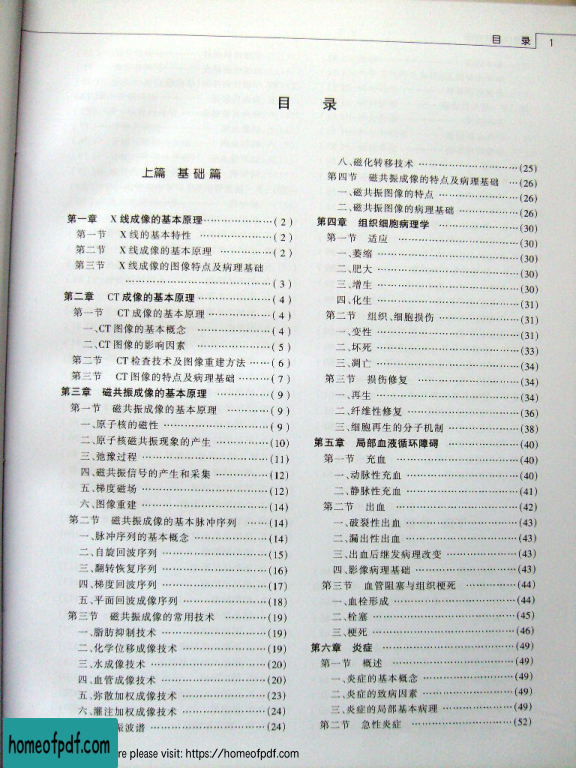 目 录 1
目 录
上篇 基础篇
第一章 X线成像的基本原理…………………( 2 )
第一节 X线的基本特性 …………………( 2 )
第二节 X线成像的基本原理 ……………( 2 )
第三节 X线成像的图像特点及病理基础
…………………………………( 3 )
第二章 CT成像的基本原理…………………( 4 )
第一节 CT成像的基本原理………………( 4 )
一、CT图像的基本概念 …………………( 4 )
二、CT图像的影响因素 …………………( 5 )
第二节 CT检查技术及图像重建方法……( 6 )
第三节 CT图像的特点及病理基础………( 7 )
第三章 磁共振成像的基本原理 ……………( 9 )
第一节 磁共振成像的基本原理 …………( 9 )
一、原子核的磁性 ………………………( 9 )
二、原子核磁共振现象的产生 …………(10)
三、弛豫过程 ……………………………(11)
四、磁共振信号的产生和采集 …………(12)
五、梯度磁场 ……………………………(12)
六、图像重建 ……………………………(14)
第二节 磁共振成像的基本脉冲序列 ……(14)
一、脉冲序列的基本概念 ………………(14)
二、自旋回波序列 ………………………(15)
三、翻转恢复序列 ………………………(16)
四、梯度回波序列 ………………………(17)
五、平面回波成像序列 …………………(18)
第三节 磁共振成像的常用技术 …………(19)
一、脂肪抑制技术 ………………………(19)
二、化学位移成像技术 …………………(19)
三、水成像技术 …………………………(20)
四、血管成像技术 ………………………(20)
五、弥散加权成像技术 …………………(23)
六、灌注加权成像技术 …………………(24)
振波谱 ……………………………(24)
八、磁化转移技术 ………………………(25)
第四节 磁共振成像的特点及病理基础 …(26)
一、磁共振图像的特点 …………………(26)
二、磁共振图像的病理基础 ……………(26)
第四章 组织细胞病理学 ……………………(30)
第一节 适应 ………………………………(30)
一、萎缩 …………………………………(30)
二、肥大 …………………………………(30)
三、增生 …………………………………(30)
四、化生 …………………………………(31)
第二节 组织、细胞损伤 …………………(31)
一、变性 …………………………………(31)
二、坏死 …………………………………(33)
三、凋亡 …………………………………(34)
第三节 损伤修复 …………………………(34)
一、再生 …………………………………(34)
二、纤维性修复 …………………………(36)
三、细胞再生的分子机制 ………………(38)
第五章 局部血液循环障碍 …………………(40)
第一节 充血 ………………………………(40)
一、动脉性充血 …………………………(40)
二、静脉性充血 …………………………(41)
第二节 出血 ………………………………(42)
一、破裂性出血 …………………………(43)
二、漏出性出血 …………………………(43)
三、出血后继发病理改变 ………………(43)
四、影像病理基础 ………………………(43)
第三节 血管阻塞与组织梗死 ……………(44)
一、血栓形成 ……………………………(44)
二、栓塞 …………………………………(45)
三、梗死 …………………………………(46)
第六章 炎症 …………………………………(49)
第一节 概述 ………………………………(49)
一、炎症的基本概念 ……………………(49)
二、炎症的致病因素 ……………………(49)
三、炎症的局部基本病理 ………………(49)
第二节 急性炎症 …………………………(52)
homeofpdf.com
re please visit: https://homeofpdf.com